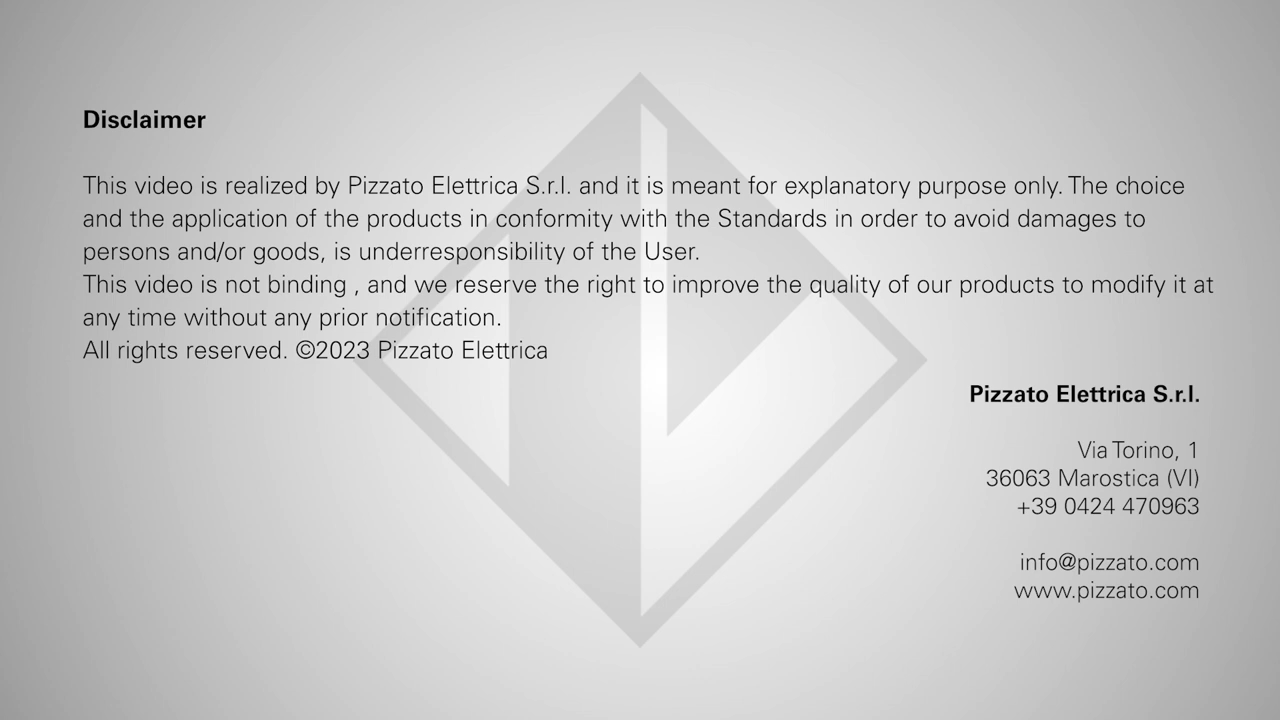 Disclaimer
This video is realized by Pizzato Elettrica S.r.l. and it is meant for explanatory purpose only. The choice
and the application of the products in conformity with the Standards in order to avoid damages to
persons and/or goods, is underresponsibility of the User.
This video is not binding , and we reserve the right to improve the quality of our products to modify it at
any time without any prior notification.
All rights reserved. ©2023 Pizzato Elettrica
Pizzato Elettrica S.r.l.
Via Torino, 1
36063 Marostica (VI)
+39 0424 470963
info@pizzato.com
www.pizzato.com